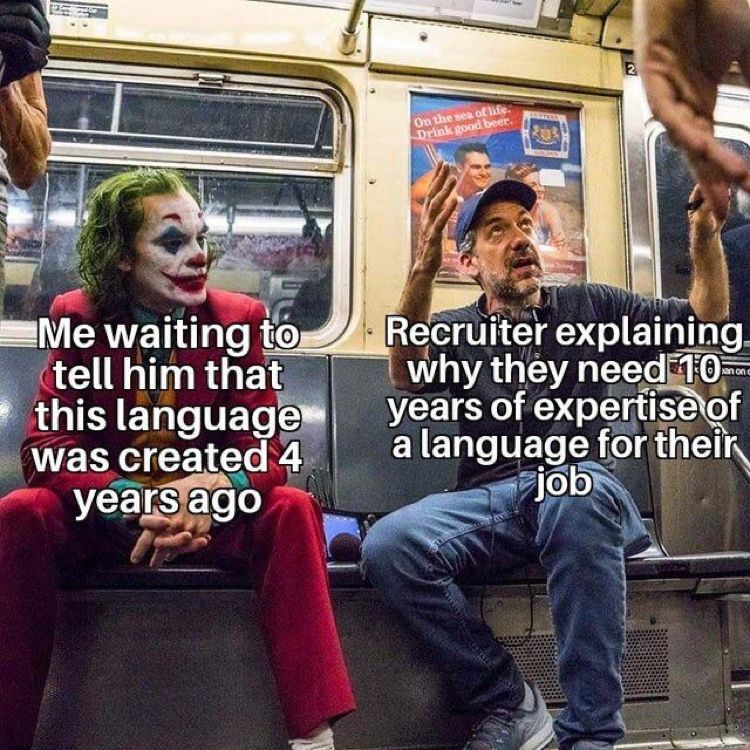 On the sea of life.
Drink good beer.
Me waiting to
tell him that
this language
was created 4
years ago
Recruiter explaining
why they need 10
years of expertise of
a language for their
job